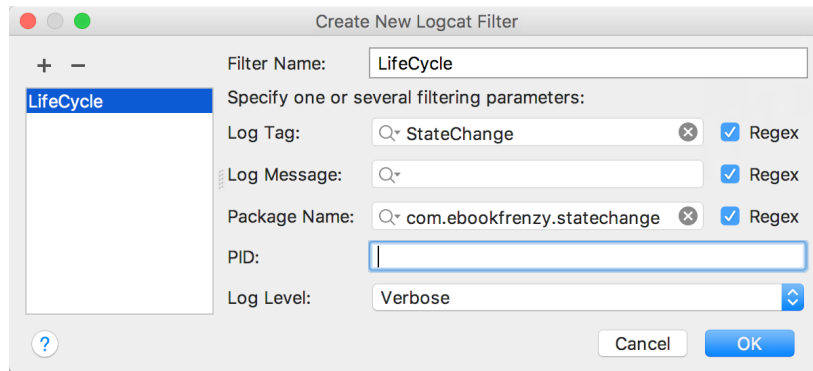 Create New Logcat Filter
+ −
Filter Name: LifeCycle
LifeCycle
Specify one or several filtering parameters:
Log Tag: StateChange Regex
Log Message: Regex
Package Name: com.ebookfrenzy.statechange Regex
PID:
Log Level: Verbose
? Cancel OK